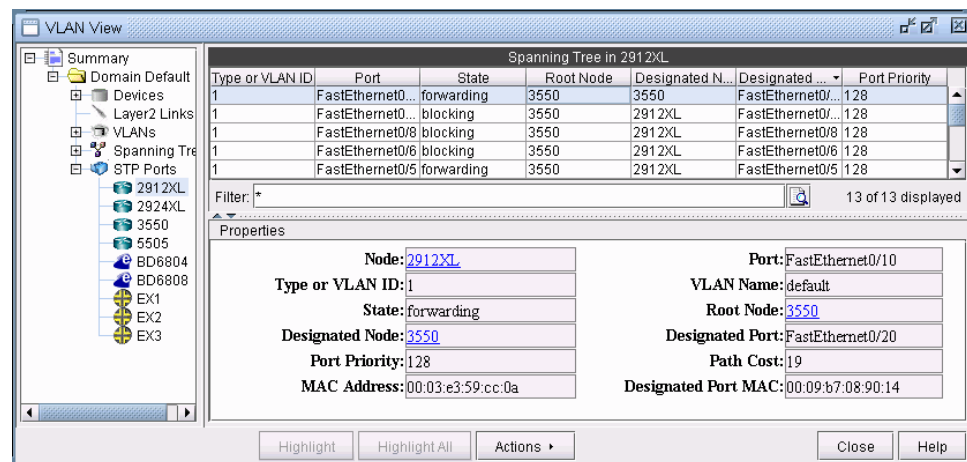 VLAN View
Summary
Domain Default
Devices
Layer2 Links
VLANs
Spanning Tre
STP Ports
2912XL
2924XL
3550
5505
BD6804
BD6808
EX1
EX2
EX3
Spanning Tree in 2912XL
Type or VLAN ID Port State Root Node Designated N... Designated ... Port Priority
1 FastEthernet0... forwarding 3550 3550 FastEthernet0/... 128
1 FastEthernet0... blocking 3550 2912XL FastEthernet0/... 128
1 FastEthernet0/8 blocking 3550 2912XL FastEthernet0/8 128
1 FastEthernet0/6 blocking 3550 2912XL FastEthernet0/6 128
1 FastEthernet0/5 forwarding 3550 2912XL FastEthernet0/5 128
Filter: * 13 of 13 displayed
Properties
Node: 2912XL Port: FastEthernet0/10
Type or VLAN ID: 1 VLAN Name: default
State: forwarding Root Node: 3550
Designated Node: 3550 Designated Port: FastEthernet0/20
Port Priority: 128 Path Cost: 19
MAC Address: 00:03:e3:59:cc:0a Designated Port MAC: 00:09:b7:08:90:14
Highlight Highlight All Actions Close Help